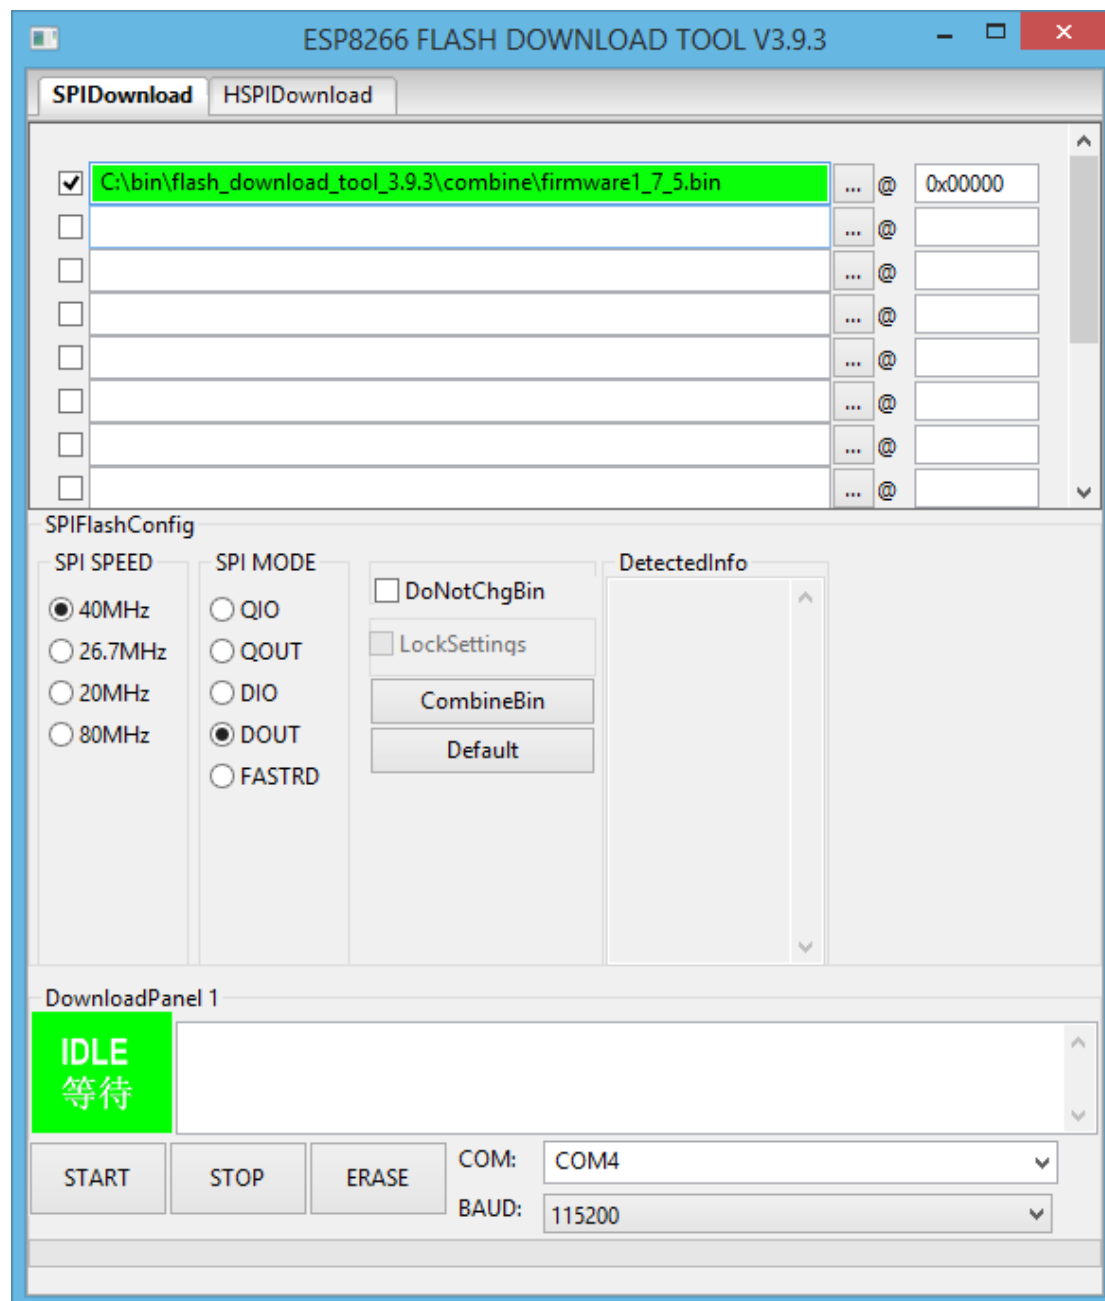 ESP8266 FLASH DOWNLOAD TOOL V3.9.3
SPIDownload HSPIDownload
C:\bin\flash_download_tool_3.9.3\combine\firmware1_7_5.bin ... @ 0x00000
... @
... @
... @
... @
... @
... @
... @
SPIFlashConfig
SPI SPEED
40MHz
26.7MHz
20MHz
80MHz
SPI MODE
QIO
QOUT
DIO
DOUT
FASTRD
DoNotChgBin
LockSettings
CombineBin
Default
DetectedInfo
DownloadPanel 1
IDLE
等待
START STOP ERASE
COM: COM4
BAUD: 115200